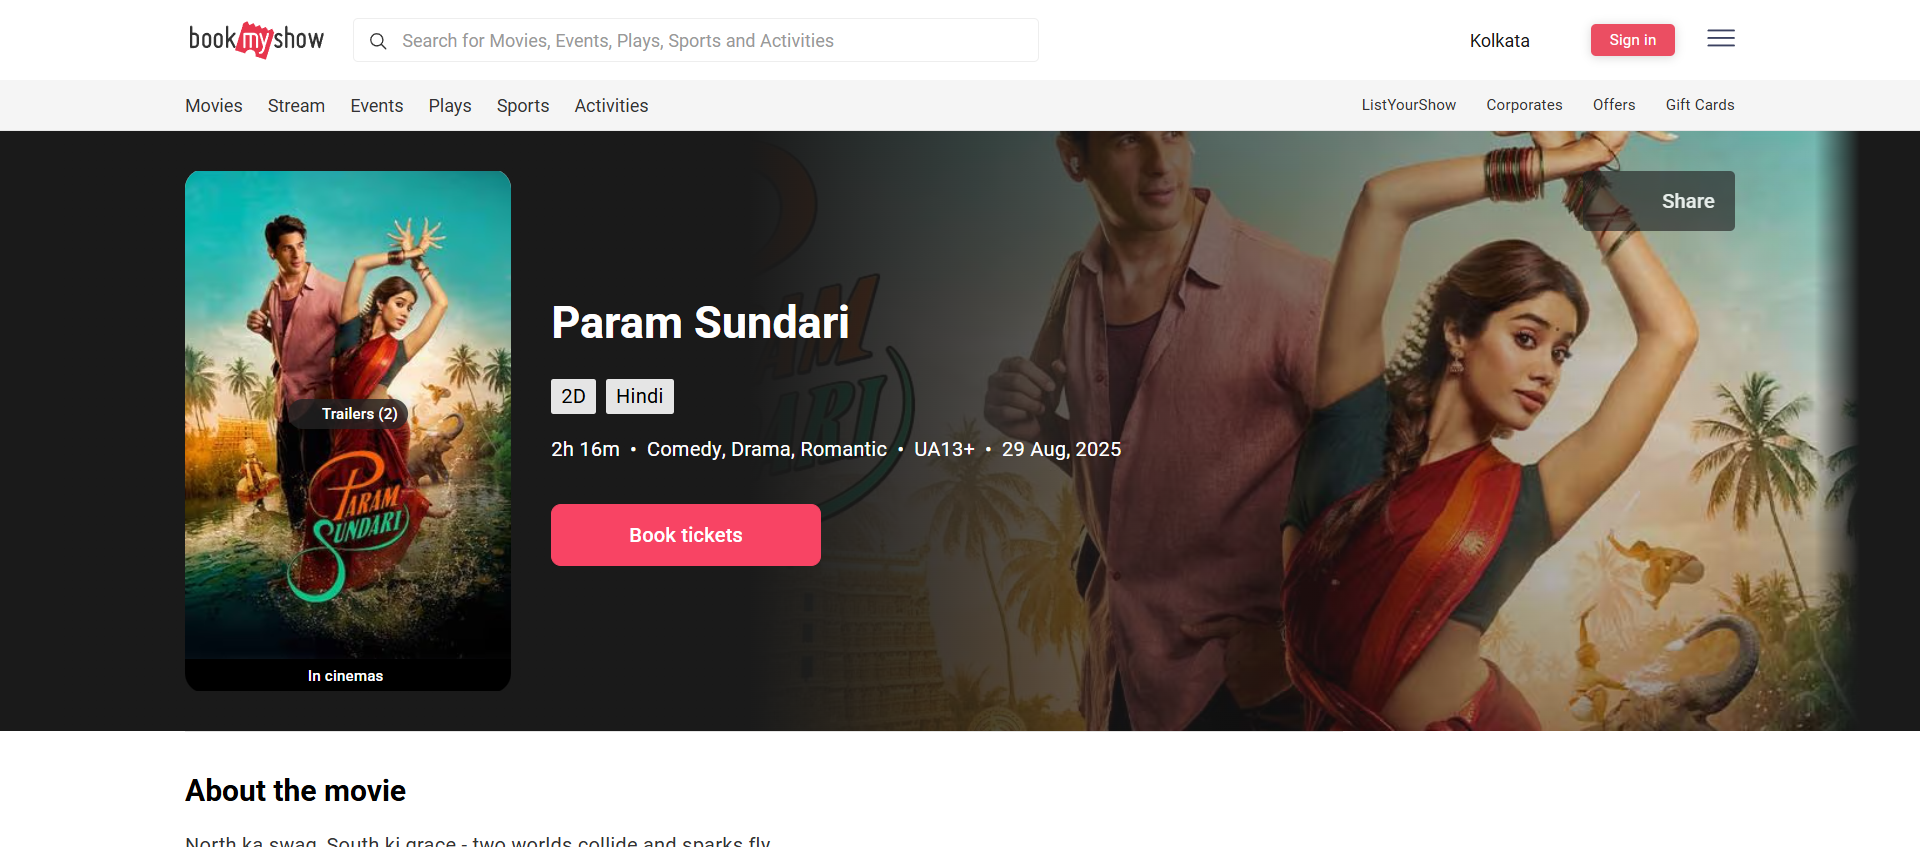 bookmyshow
Search for Movies, Events, Plays, Sports and Activities
Kolkata
Sign in
Movies Stream Events Plays Sports Activities
ListYourShow Corporates Offers Gift Cards
Share
Trailers (2)
PARAM
SUNDARI
In cinemas
Param Sundari
2D Hindi
2h 16m • Comedy, Drama, Romantic • UA13+ • 29 Aug, 2025
Book tickets
About the movie
North ka swag, South ki grace - two worlds collide and sparks fly.